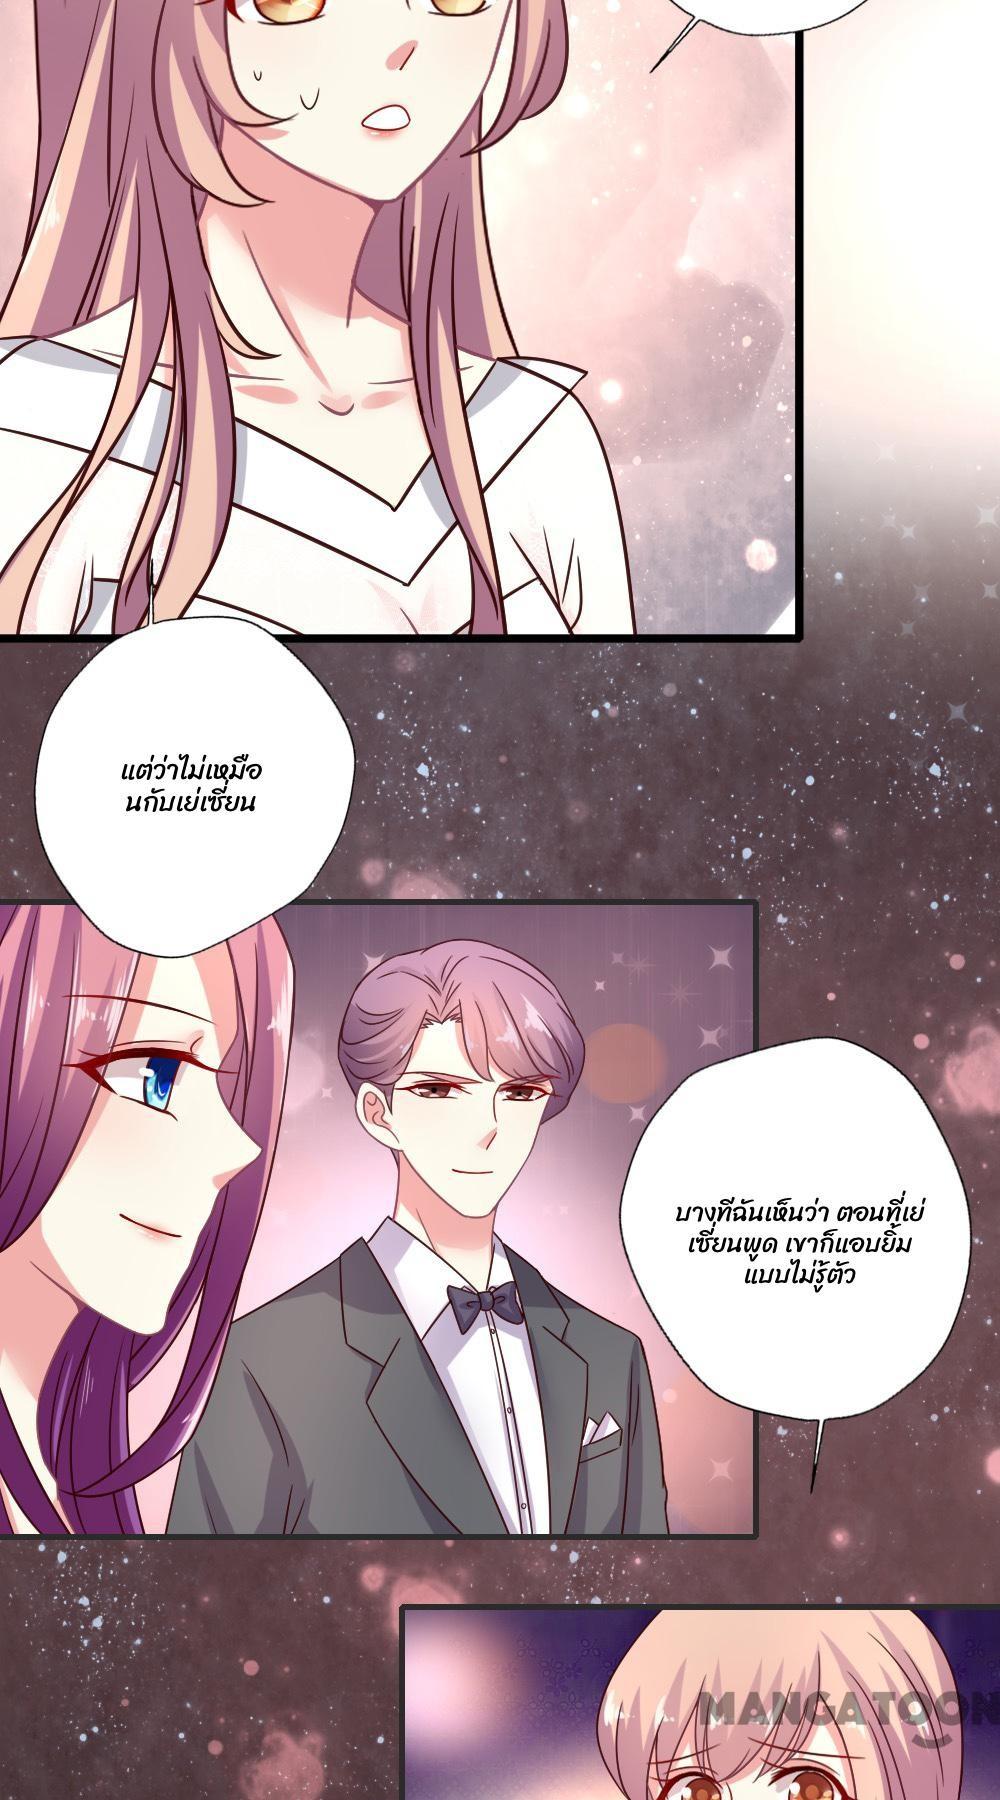 แต่ว่าไม่เหมือ
นกับเย่เซี่ยน
บางทีฉันเห็นว่า ตอนที่เย่
เซี่ยนพูด เขาก็แอบยิ้ม
แบบไม่รู้ตัว
MANGATOON